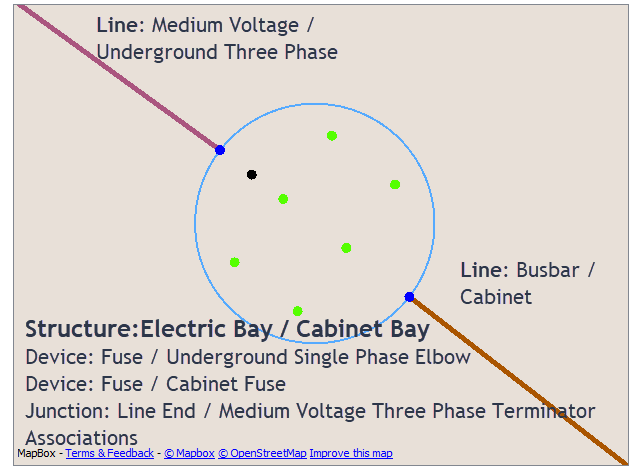 Line: Medium Voltage /
Underground Three Phase
Line: Busbar /
Cabinet
Structure:Electric Bay / Cabinet Bay
Device: Fuse / Underground Single Phase Elbow
Device: Fuse / Cabinet Fuse
Junction: Line End / Medium Voltage Three Phase Terminator
Associations
MapBox - Terms & Feedback - © Mapbox © OpenStreetMap Improve this map